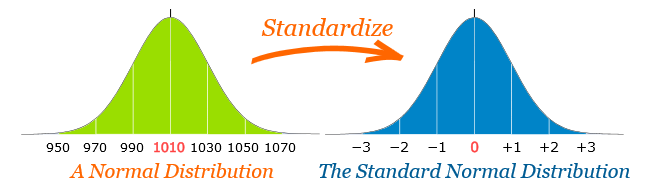 Standardize
950 970 990 1010 1030 1050 1070
−3 −2 −1 0 +1 +2 +3
A Normal Distribution
The Standard Normal Distribution